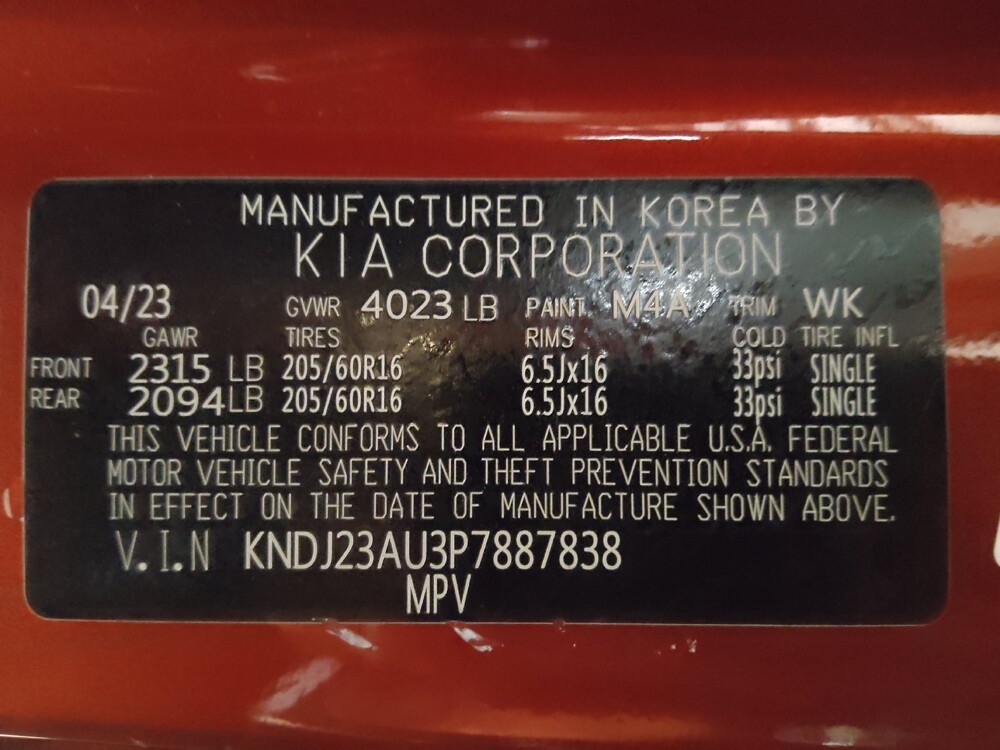 MANUFACTURED IN KOREA BY
KIA CORPORATION
04/23 GVWR 4023 LB PAINT M4A TRIM WK
GAWR TIRES RIMS COLD TIRE INFL
FRONT 2315 LB 205/60R16 6.5Jx16 33psi SINGLE
REAR 2094 LB 205/60R16 6.5Jx16 33psi SINGLE
THIS VEHICLE CONFORMS TO ALL APPLICABLE U.S.A. FEDERAL
MOTOR VEHICLE SAFETY AND THEFT PREVENTION STANDARDS
IN EFFECT ON THE DATE OF MANUFACTURE SHOWN ABOVE.
V.I.N KNDJ23AU3P7887838
MPV